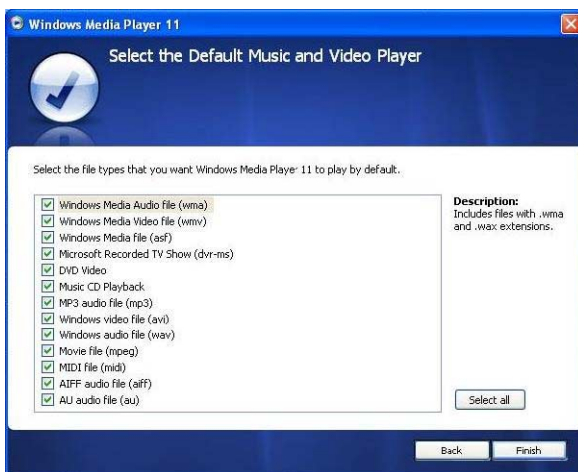 Windows Media Player 11
Select the Default Music and Video Player
Select the file types that you want Windows Media Player 11 to play by default.
Windows Media Audio file (wma)
Windows Media Video file (wmv)
Windows Media file (asf)
Microsoft Recorded TV Show (dvr-ms)
DVD Video
Music CD Playback
MP3 audio file (mp3)
Windows video file (avi)
Windows audio file (wav)
Movie file (mpeg)
MIDI file (midi)
AIFF audio file (aiff)
AU audio file (au)
Description:
Includes files with .wma
and .wax extensions.
Select all
Back
Finish